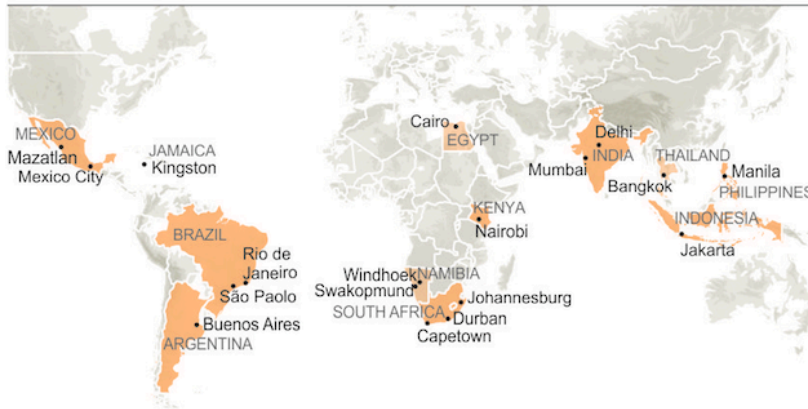 MEXICO
Mazatlan
Mexico City
JAMAICA
Kingston
BRAZIL
Rio de
Janeiro
São Paolo
Buenos Aires
ARGENTINA
Cairo
EGYPT
KENYA
Nairobi
Windhoek
NAMIBIA
Swakopmund
Johannesburg
SOUTH AFRICA
Durban
Capetown
Delhi
Mumbai
INDIA
THAILAND
Bangkok
Manila
PHILIPPINES
INDONESIA
Jakarta